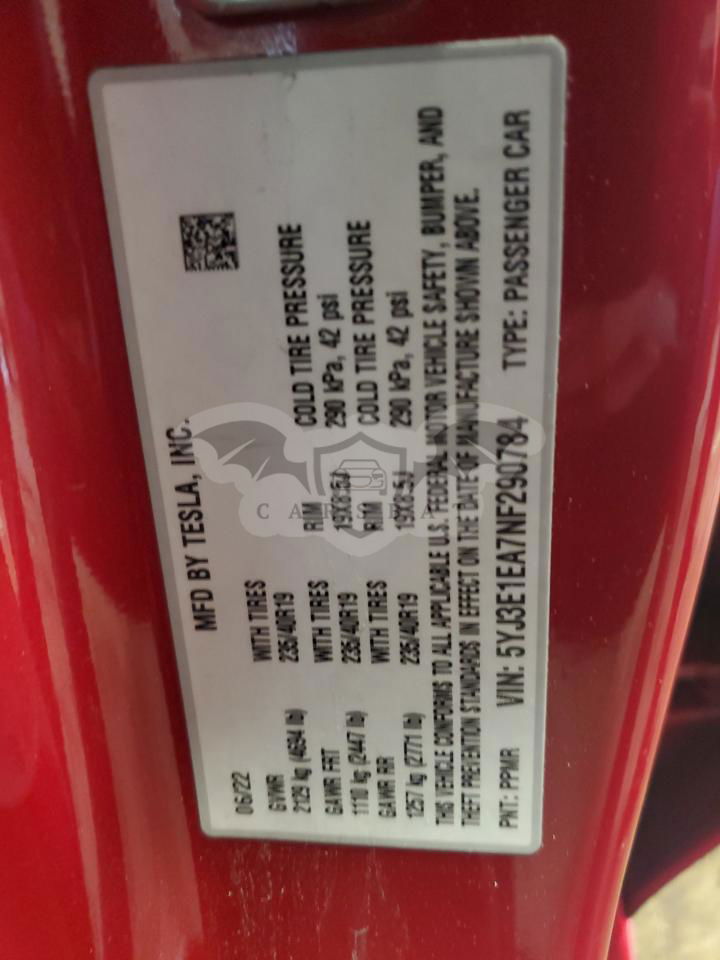 MFD BY TESLA, INC.
06/22
GVWR
2129 kg (4694 lb)
WITH TIRES
235/40R19
RIM
19X8.5J
COLD TIRE PRESSURE
290 kPa, 42 psi
GAWR FRT
1110 kg (2447 lb)
WITH TIRES
235/40R19
RIM
19X8.5J
COLD TIRE PRESSURE
290 kPa, 42 psi
GAWR RR
1257 kg (2771 lb)
WITH TIRES
235/40R19
THIS VEHICLE CONFORMS TO ALL APPLICABLE U.S. FEDERAL MOTOR VEHICLE SAFETY, BUMPER, AND
THEFT PREVENTION STANDARDS IN EFFECT ON THE DATE OF MANUFACTURE SHOWN ABOVE.
PNT: PPMR VIN: 5YJ3E1EA7NF290784 TYPE: PASSENGER CAR